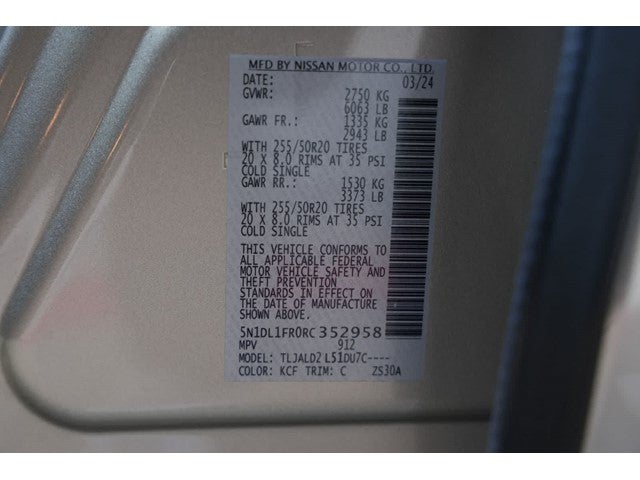 MFD BY NISSAN MOTOR CO., LTD.
DATE: 03/24
GVWR: 2750 KG
6063 LB
GAWR FR.: 1335 KG
2943 LB
WITH 255/50R20 TIRES
20 X 8.0 RIMS AT 35 PSI
COLD SINGLE
GAWR RR.: 1530 KG
3373 LB
WITH 255/50R20 TIRES
20 X 8.0 RIMS AT 35 PSI
COLD SINGLE
THIS VEHICLE CONFORMS TO
ALL APPLICABLE FEDERAL
MOTOR VEHICLE SAFETY AND
THEFT PREVENTION
STANDARDS IN EFFECT ON
THE DATE OF MANUFACTURE
SHOWN ABOVE.
5N1DL1FR0RC352958
MPV 912
MODEL: TLJALD2 L51DU7C----
COLOR: KCF TRIM: C ZS30A